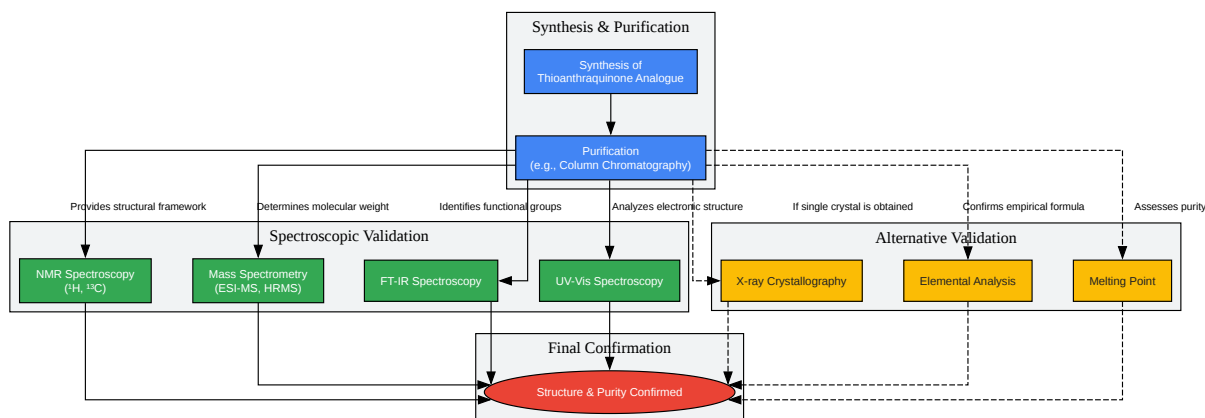 Synthesis & Purification
Synthesis of
Thioanthraquinone Analogue
Purification
(e.g., Column Chromatography)
Provides structural framework
Determines molecular weight
Identifies functional groups
Analyzes electronic structure
If single crystal is obtained
Confirms empirical formula
Assesses purity
Spectroscopic Validation
Alternative Validation
NMR Spectroscopy
(¹H, ¹³C)
Mass Spectrometry
(ESI-MS, HRMS)
FT-IR Spectroscopy
UV-Vis Spectroscopy
X-ray Crystallography
Elemental Analysis
Melting Point
Final Confirmation
Structure & Purity Confirmed